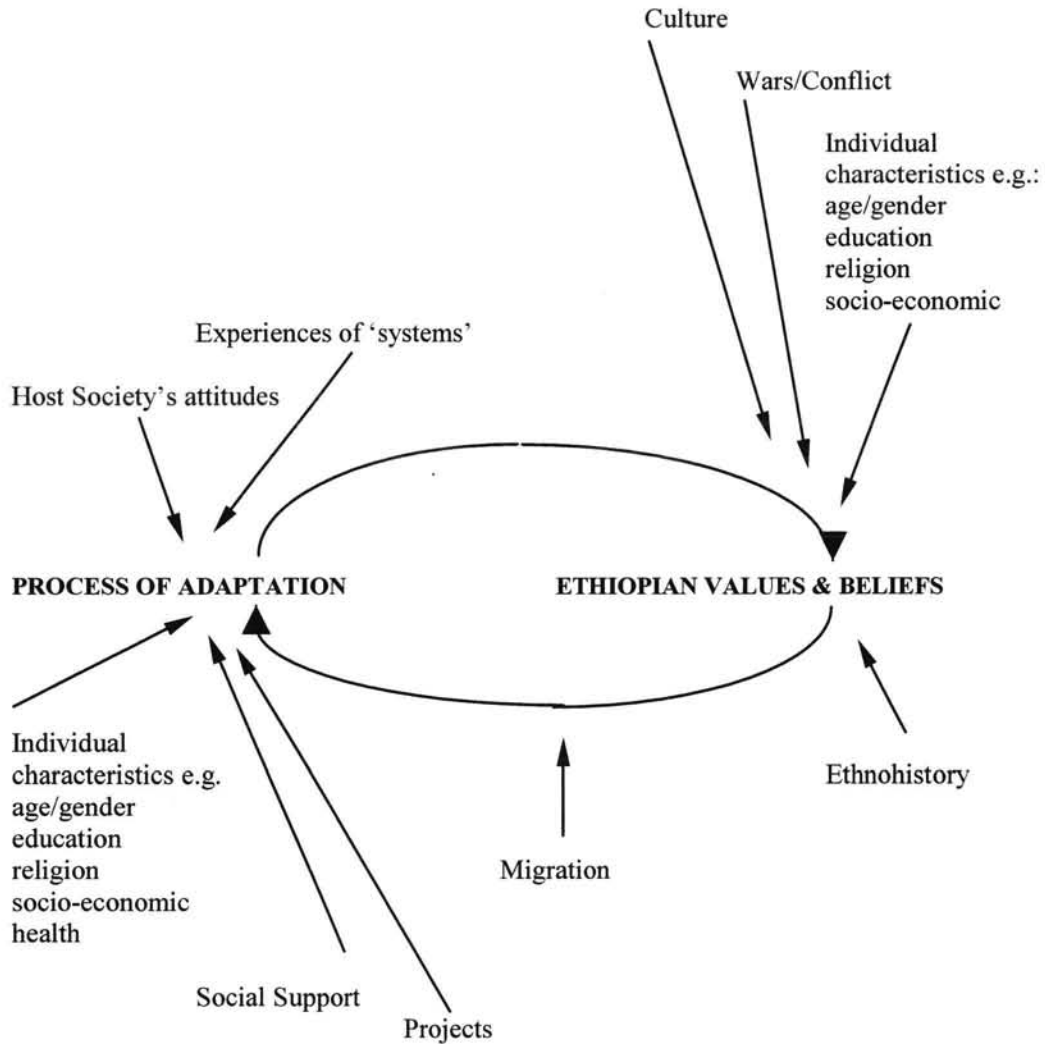 Culture
Wars/Conflict
Individual
characteristics e.g.:
age/gender
education
religion
socio-economic
Experiences of ‘systems’
Host Society’s attitudes
PROCESS OF ADAPTATION
ETHIOPIAN VALUES & BELIEFS
Individual
characteristics e.g.
age/gender
education
religion
socio-economic
health
Ethnohistory
Migration
Social Support
Projects